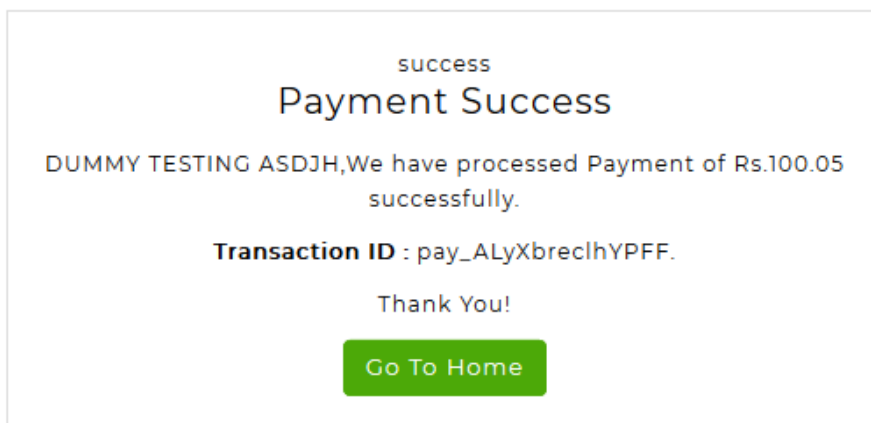 success
Payment Success
DUMMY TESTING ASDJH,We have processed Payment of Rs.100.05
successfully.
Transaction ID : pay_ALyXbreclhYPFF.
Thank You!
Go To Home